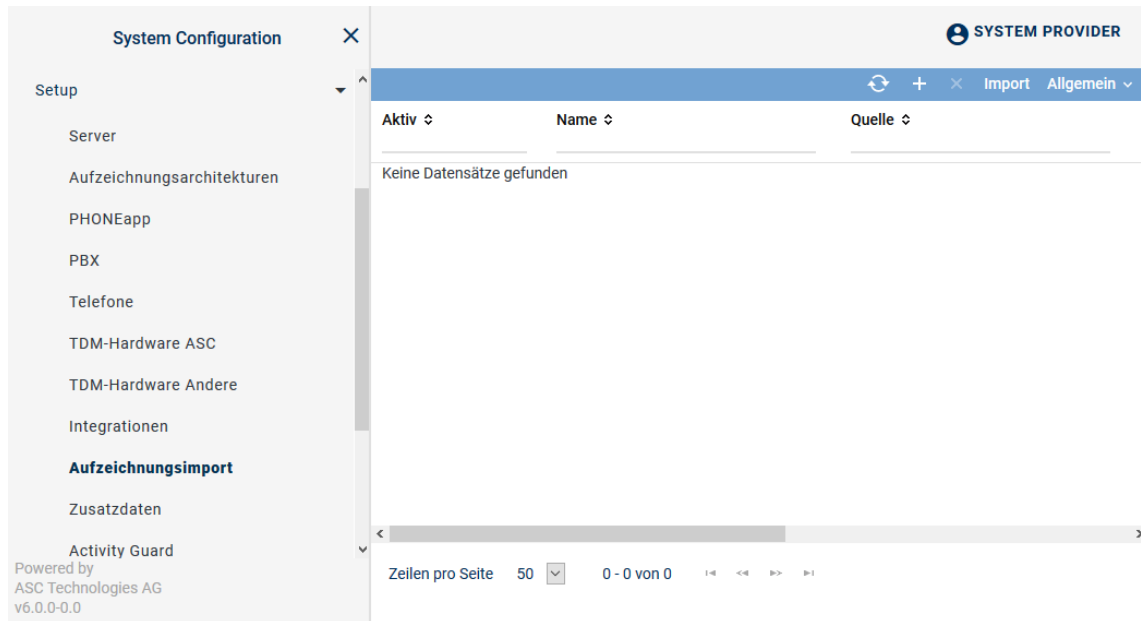 System Configuration
SYSTEM PROVIDER
Setup
Import Allgemein
Aktiv Name Quelle
Server
Keine Datensätze gefunden
Aufzeichnungsarchitekturen
PHONEapp
PBX
Telefone
TDM-Hardware ASC
TDM-Hardware Andere
Integrationen
Aufzeichnungsimport
Zusatzdaten
Activity Guard
Powered by
ASC Technologies AG
v6.0.0-0.0
Zeilen pro Seite 50 0 - 0 von 0